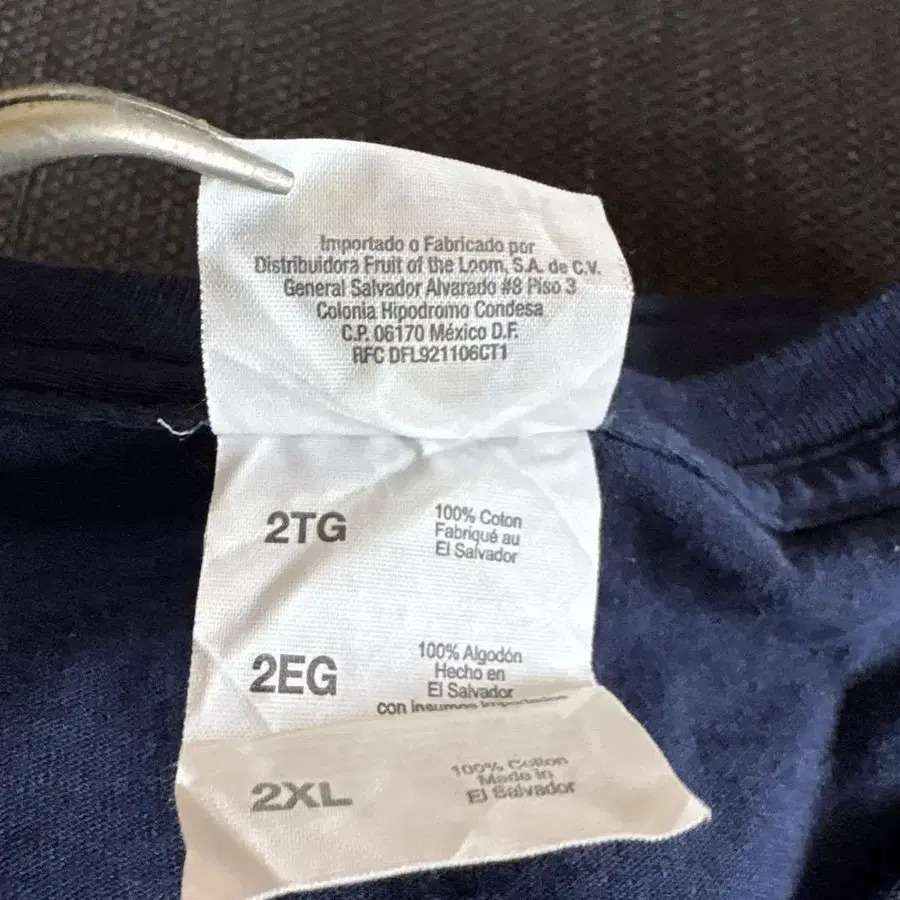 Importado o Fabricado por
Distribuidora Fruit of the Loom, S.A. de C.V.
General Salvador Alvarado #8 Piso 3
Colonia Hipodromo Condesa
C.P. 06170 México D.F.
RFC DFL921106CT1
2TG
100% Coton
Fabriqué au
El Salvador
2EG
100% Algodón
Hecho en
El Salvador
con Insumos
2XL
100% Cotton
Made in
El Salvador